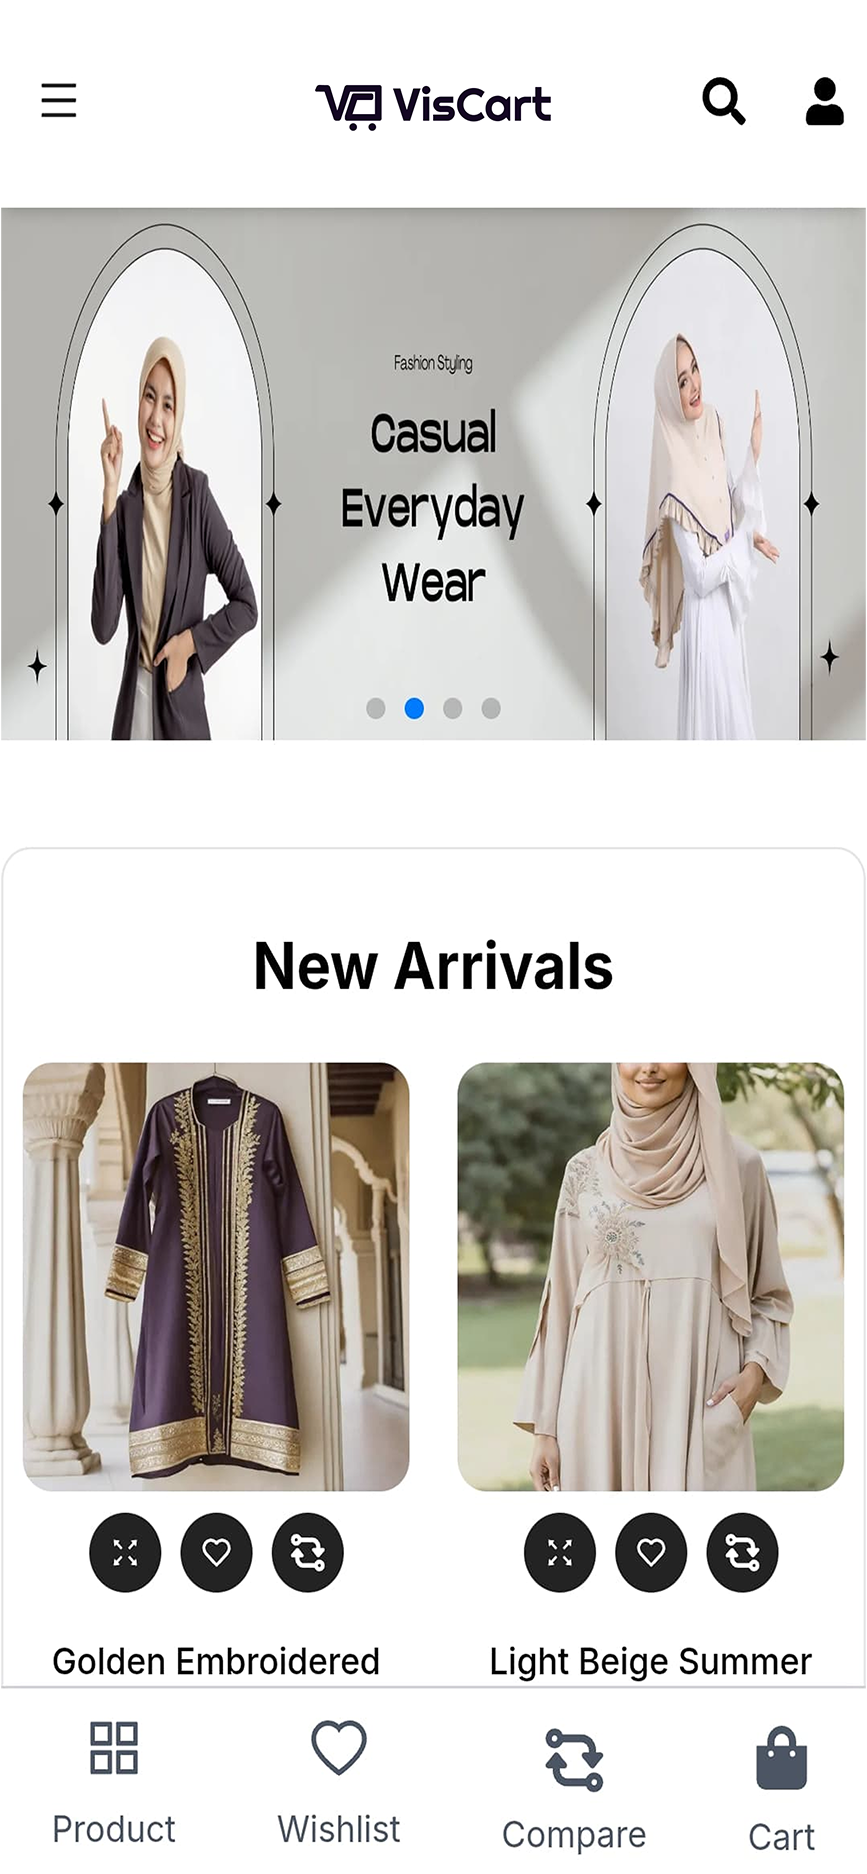 VisCart
Fashion Styling
Casual
Everyday
Wear
New Arrivals
Golden Embroidered
Light Beige Summer
Product
Wishlist
Compare
Cart